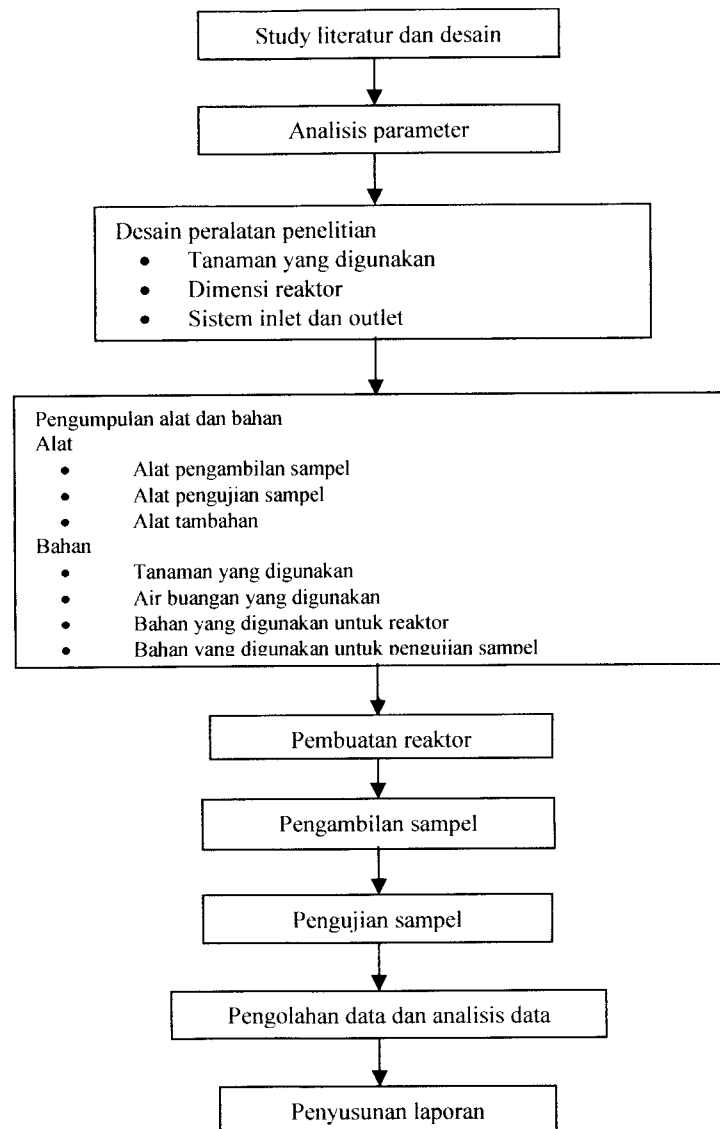 Study literatur dan desain
Analisis parameter
Desain peralatan penelitian
• Tanaman yang digunakan
• Dimensi reaktor
• Sistem inlet dan outlet
Pengumpulan alat dan bahan
Alat
• Alat pengambilan sampel
• Alat pengujian sampel
• Alat tambahan
Bahan
• Tanaman yang digunakan
• Air buangan yang digunakan
• Bahan yang digunakan untuk reaktor
• Bahan yang digunakan untuk pengujian sampel
Pembuatan reaktor
Pengambilan sampel
Pengujian sampel
Pengolahan data dan analisis data
Penyusunan laporan